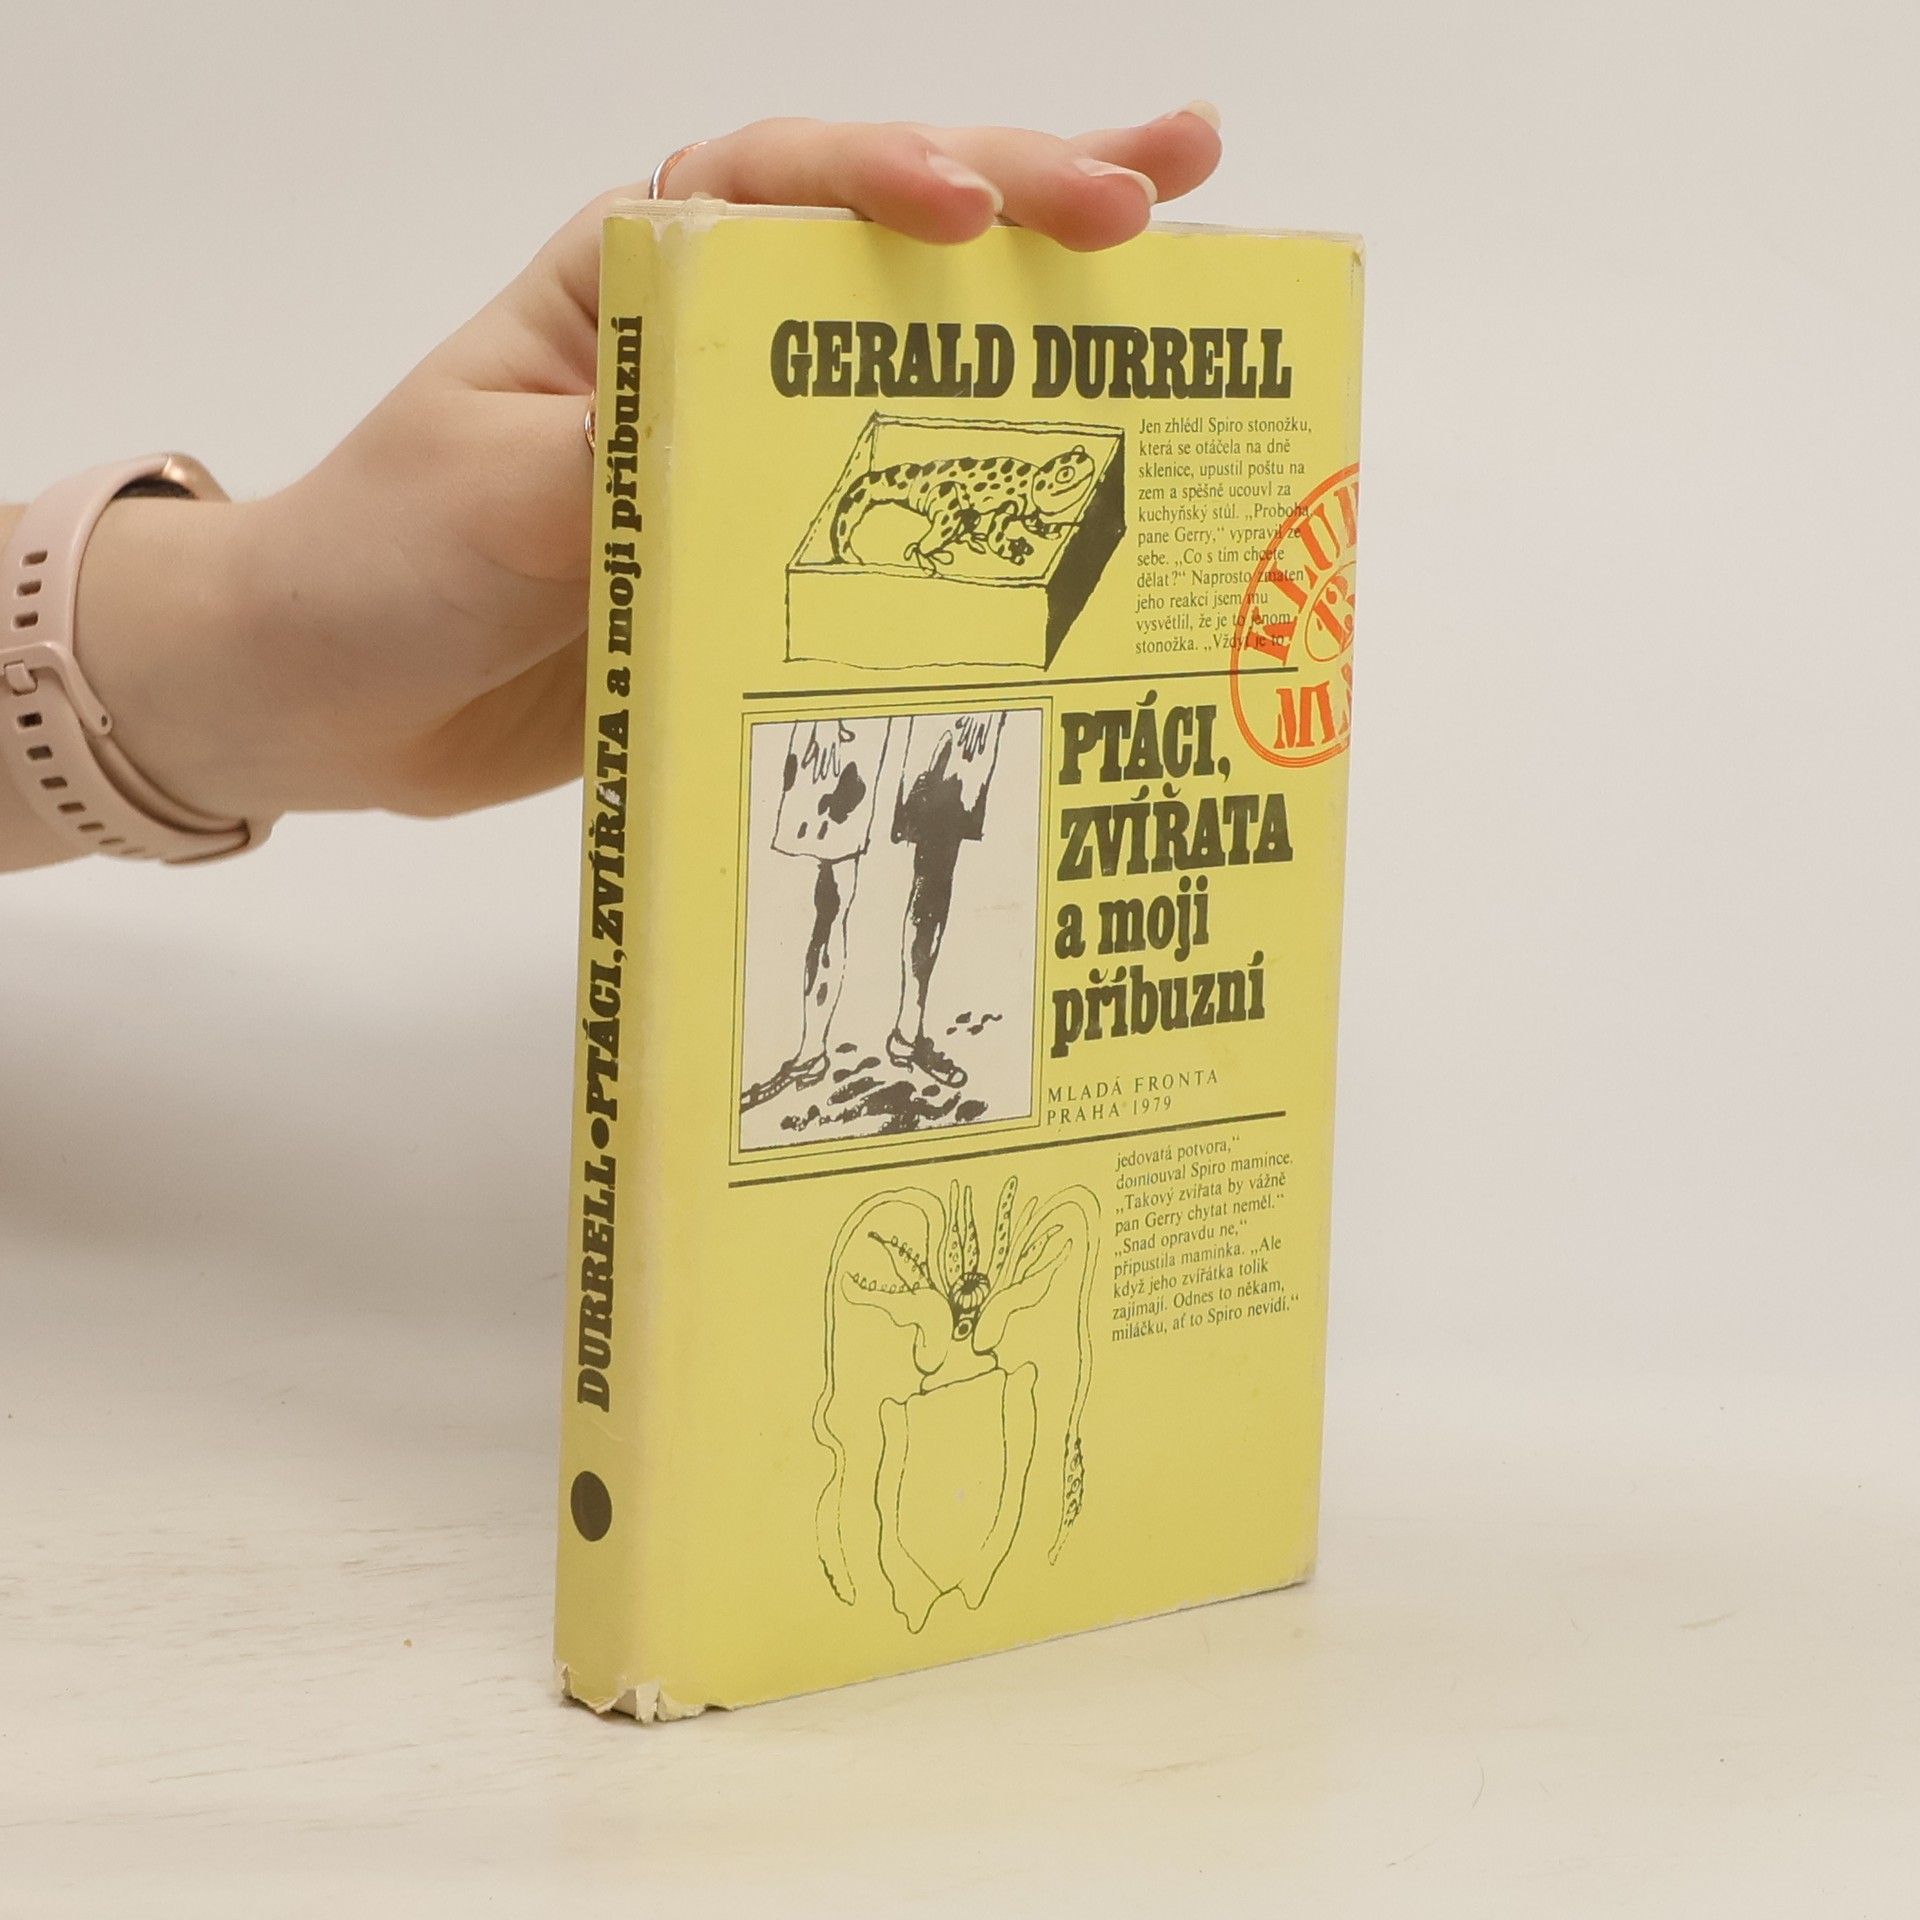 DURRELL • PTÁCI, ZVÍŘATA a moji příbuzní
GERALD DURRELL
Jen zhlédl Spiro stonožku,
která se otáčela na dně
sklenice, upustil poštu na
zem a spěšně ucouvl za
kuchyňský stůl. „Proboha,
pane Gerry,“ vypravil ze
sebe. „Co s tím chcete
dělat?“ Naprosto zmaten
jeho reakcí jsem mu
vysvětlil, že je to jenom
stonožka. „Vždyť je to
PTÁCI,
ZVÍŘATA
a moji
příbuzní
MLADÁ FRONTA
PRAHA 1979
jedovatá potvora,“
domlouval Spiro mamince.
„Takový zvířata by vážně
pan Gerry chytat neměl.“
„Snad opravdu ne,“
připustila maminka. „Ale
když jeho zvířátka tolik
zajímají. Odnes to někam,
miláčku, ať to Spiro nevidí.“